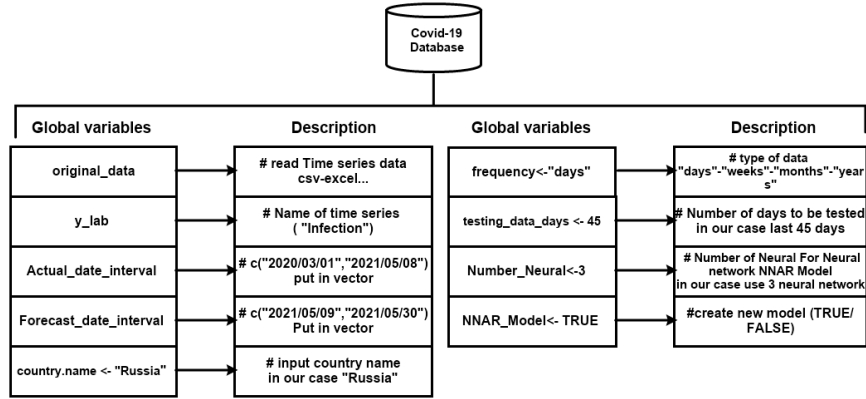 Covid-19
Database
Global variables
Description
original_data
# read Time series data
csv-excel...
y_lab
# Name of time series
( "Infection")
Actual_date_interval
# c("2020/03/01","2021/05/08")
put in vector
Forecast_date_interval
# c("2021/05/09","2021/05/30")
Put in vector
country.name <- "Russia"
# input country name
in our case "Russia"
Global variables
Description
frequency<-"days"
# type of data
"days"-"weeks"-"months"-"year
s"
testing_data_days <- 45
# Number of days to be tested
in our case last 45 days
Number_Neural<-3
# Number of Neural For Neural
network NNAR Model
in our case use 3 neural network
NNAR_Model<- TRUE
#create new model (TRUE/
FALSE)